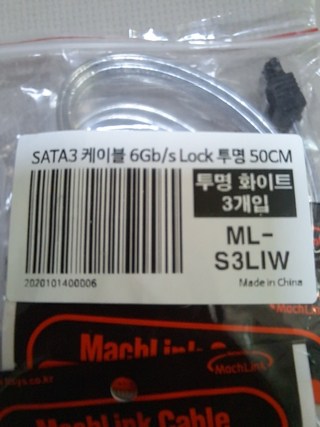 SATA3 케이블 6Gb/s Lock 투명 50CM
투명 화이트
3개입
ML-
S3LIW
2020101400006
Made in China
MachLink
MachLink
MachLink Cable